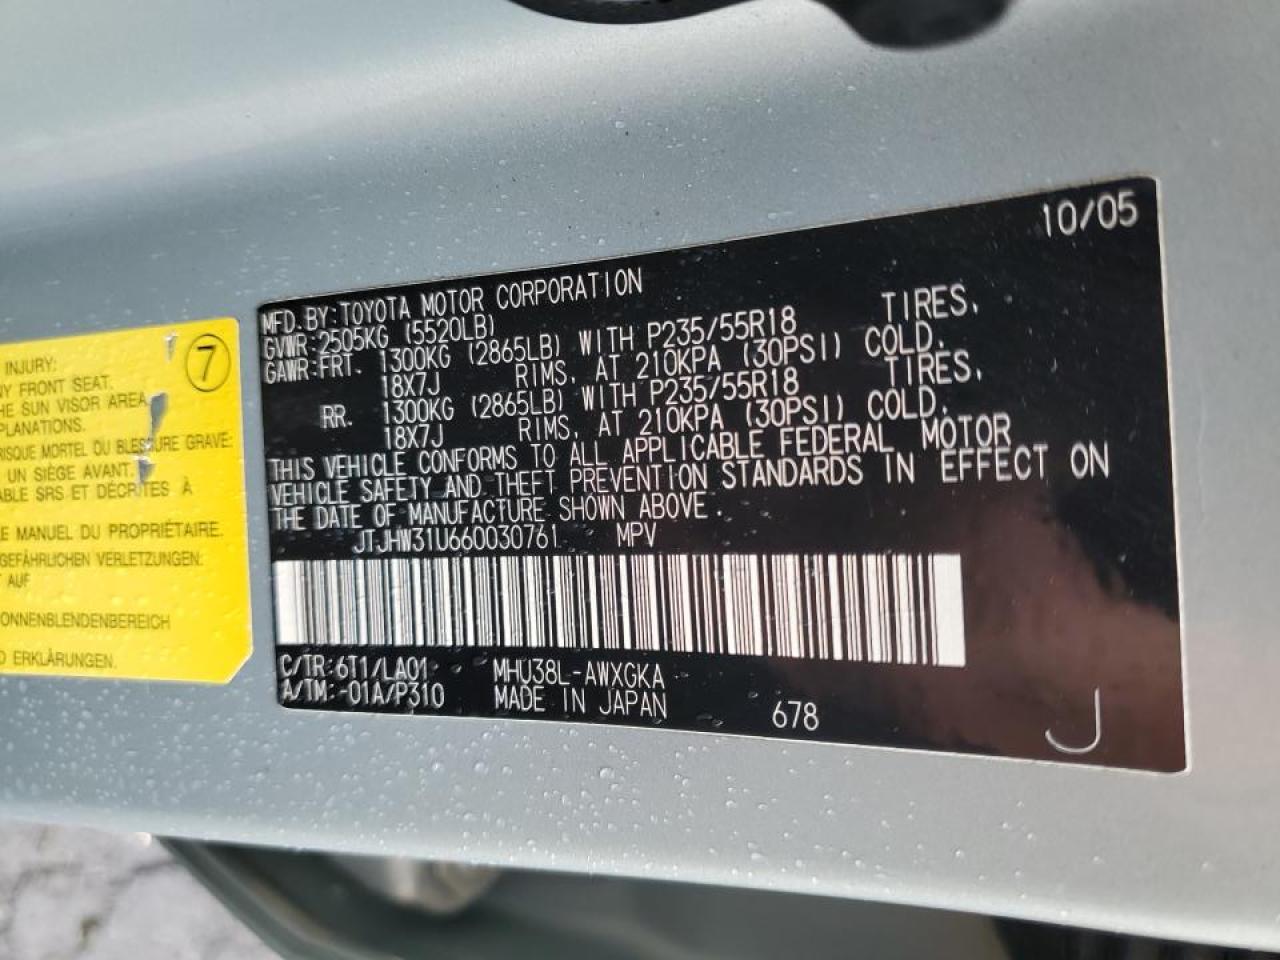 7
INJURY:
NY FRONT SEAT.
HE SUN VISOR AREA
PLANATIONS.
RISQUE MORTEL OU BLESSURE GRAVE:
UN SIÈGE AVANT.
ABLE SRS ET DÉCRITES À
LE MANUEL DU PROPRIÉTAIRE.
GEFÄHRLICHEN VERLETZUNGEN:
T AUF
ONNENBLENDENBEREICH
D ERKLÄRUNGEN.
10/05
MFD. BY: TOYOTA MOTOR CORPORATION
GVWR: 2505KG (5520LB)
GAWR: FRT. 1300KG (2865LB) WITH P235/55R18 TIRES,
18X7J RIMS, AT 210KPA (30PSI) COLD.
RR. 1300KG (2865LB) WITH P235/55R18 TIRES,
18X7J RIMS, AT 210KPA (30PSI) COLD.
THIS VEHICLE CONFORMS TO ALL APPLICABLE FEDERAL MOTOR
VEHICLE SAFETY AND THEFT PREVENTION STANDARDS IN EFFECT ON
THE DATE OF MANUFACTURE SHOWN ABOVE.
JTJHW31U660030761 MPV
C/TR: 6T1/LA01 MHU38L-AWXGKA
A/TM: -01A/P310 MADE IN JAPAN 678
J